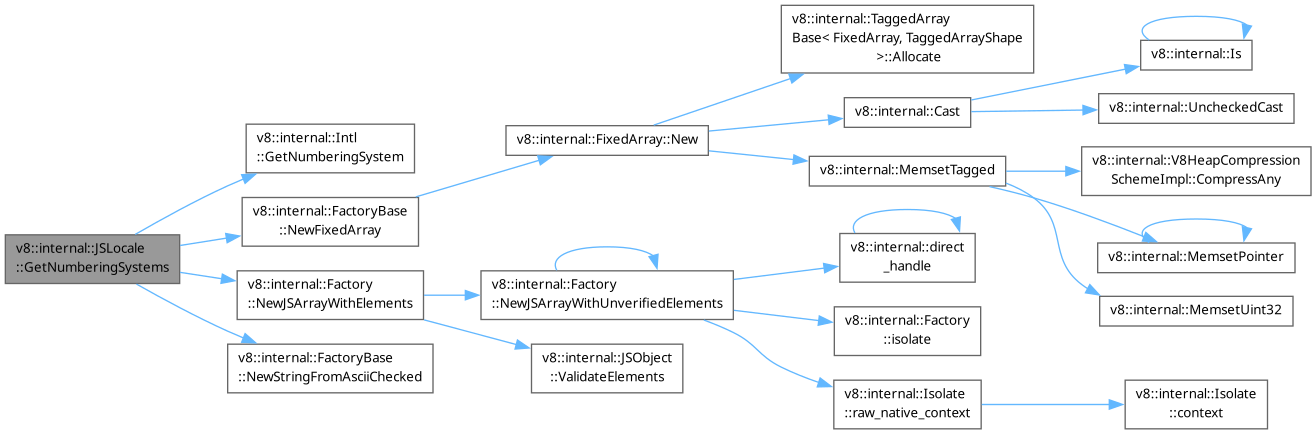 v8::internal::JSLocale
::GetNumberingSystems
v8::internal::Intl
::GetNumberingSystem
v8::internal::FactoryBase
::NewFixedArray
v8::internal::Factory
::NewJSArrayWithElements
v8::internal::FactoryBase
::NewStringFromAsciiChecked
v8::internal::FixedArray::New
v8::internal::Factory
::NewJSArrayWithUnverifiedElements
v8::internal::JSObject
::ValidateElements
v8::internal::TaggedArray
Base< FixedArray, TaggedArrayShape
>::Allocate
v8::internal::Cast
v8::internal::MemsetTagged
v8::internal::direct
_handle
v8::internal::Factory
::isolate
v8::internal::Isolate
::raw_native_context
v8::internal::Is
v8::internal::UncheckedCast
v8::internal::V8HeapCompression
SchemeImpl::CompressAny
v8::internal::MemsetPointer
v8::internal::MemsetUint32
v8::internal::Isolate
::context